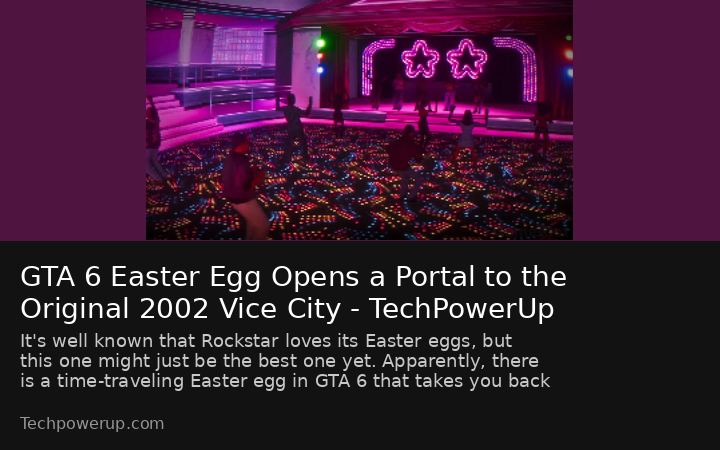 GTA 6 Easter Egg Opens a Portal to the
Original 2002 Vice City - TechPowerUp
It's well known that Rockstar loves its Easter eggs, but
this one might just be the best one yet. Apparently, there
is a time-traveling Easter egg in GTA 6 that takes you back
Techpowerup.com